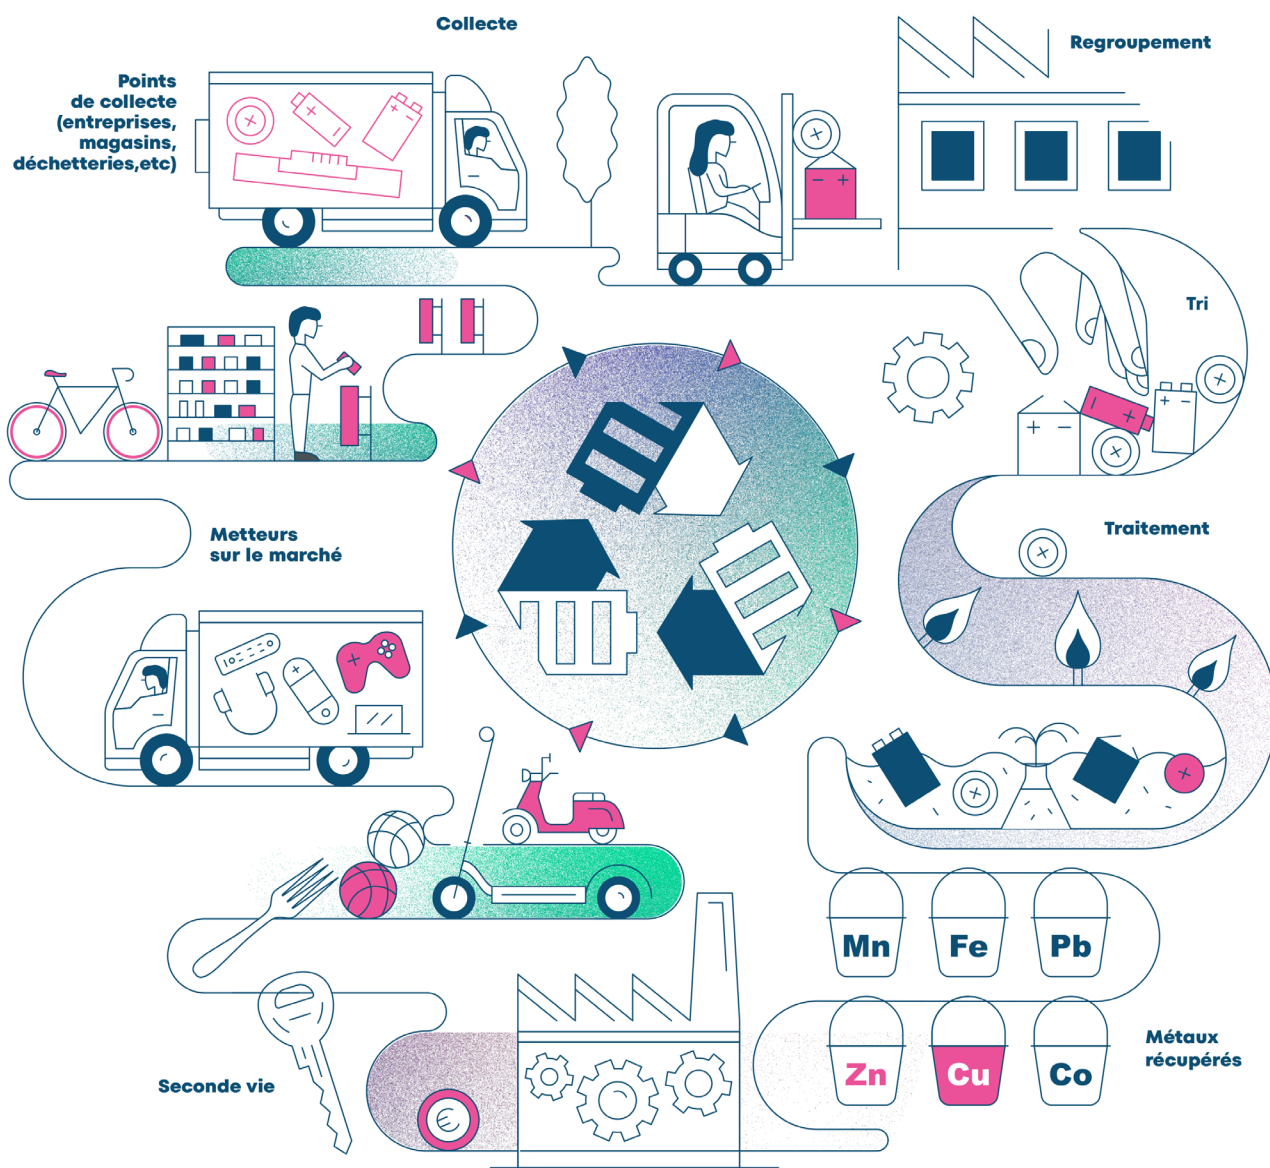 Collecte
Regroupement
Points
de collecte
(entreprises,
magasins,
déchetteries,etc)
Tri
Traitement
Metteurs
sur le marché
Mn
Fe
Pb
Zn
Cu
Co
Métaux
récupérés
Seconde vie
€